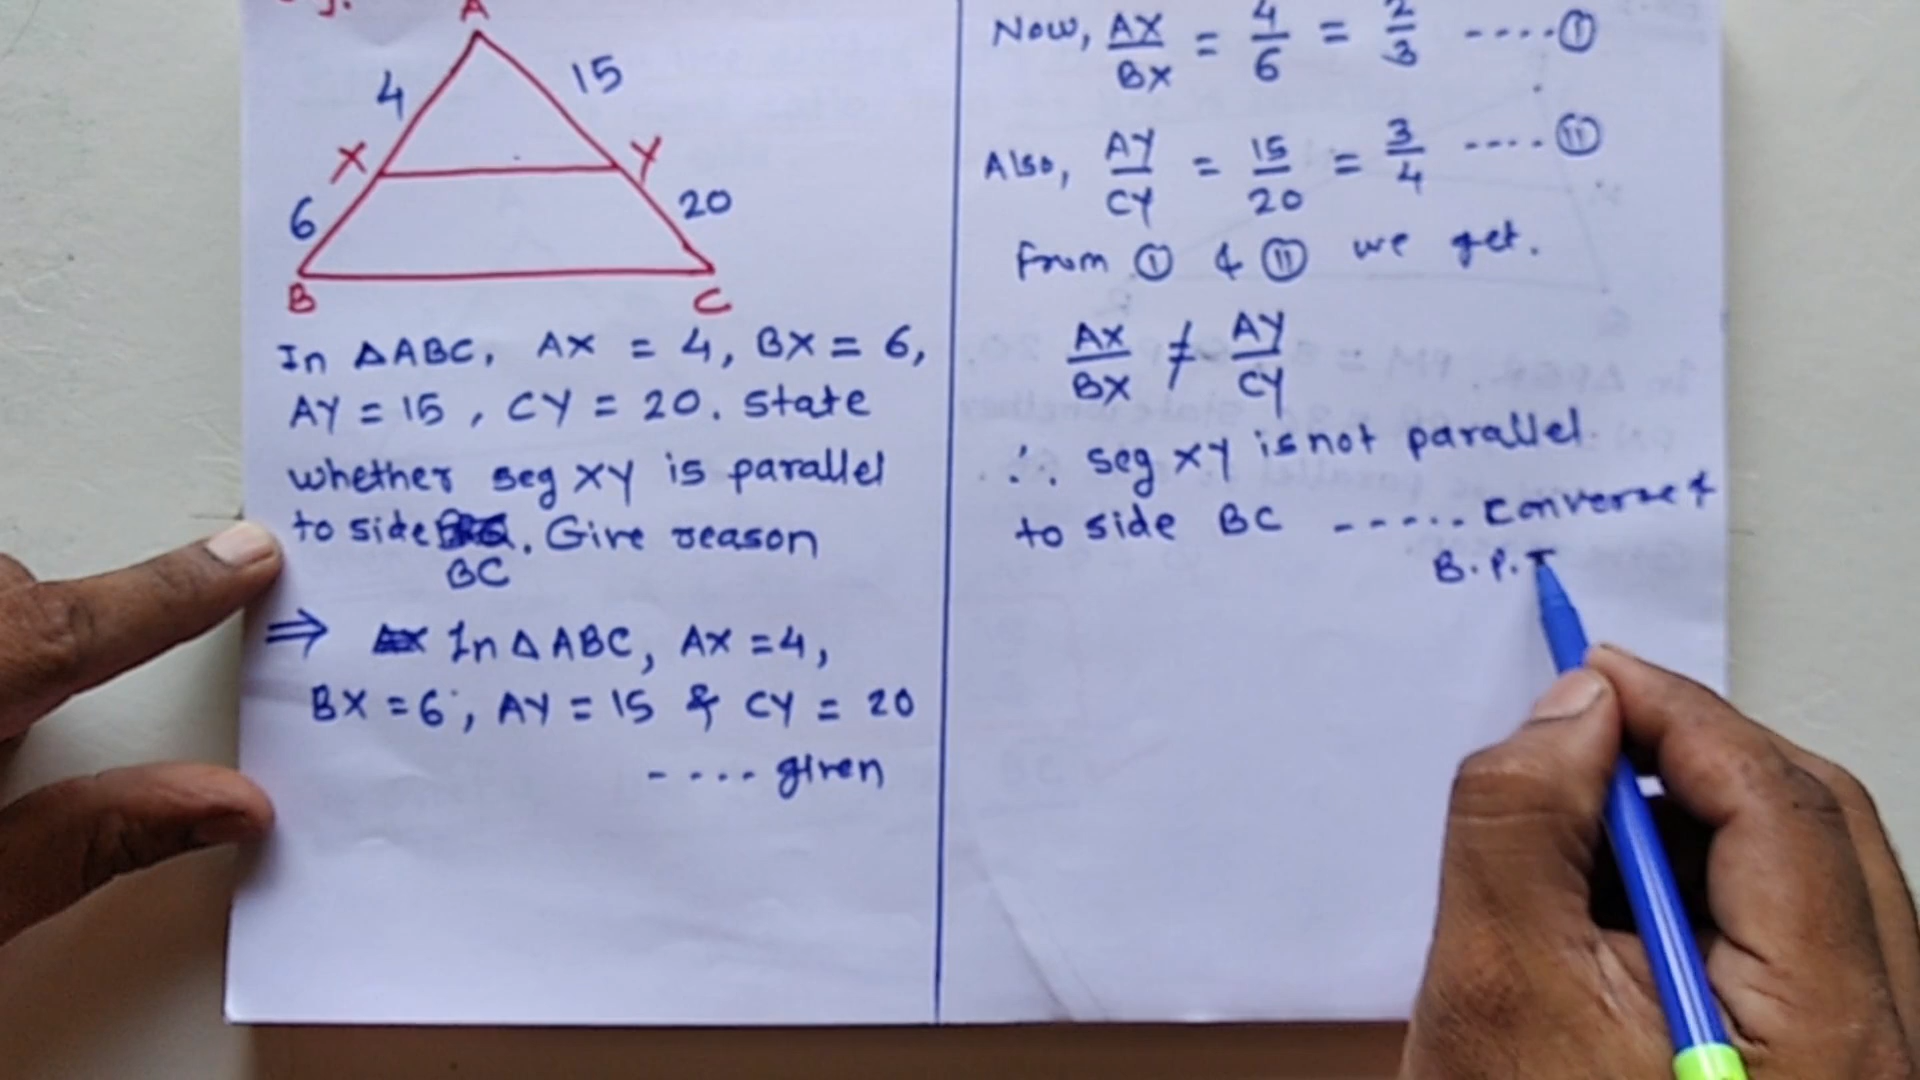 A
4
15
X
Y
6
20
B
C
In △ABC, AX = 4, BX = 6,
AY = 15, CY = 20. State
whether seg XY is parallel
to side . Give reason
BC
⇒ In △ABC, AX = 4,
BX = 6, AY = 15 & CY = 20
---- given
Now, AX/BX = 4/6 = 2/3 ----Ⓘ
Also, AY/CY = 15/20 = 3/4 ----Ⓘⓘ
from Ⓘ & Ⓘⓘ we get.
AX/BX ≠ AY/CY
∴ seg XY is not parallel
to side BC ----- Converse of
B.P.T